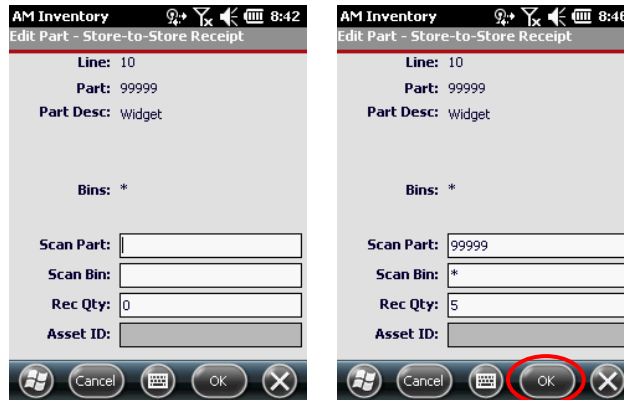 AM Inventory 8:42
Edit Part - Store-to-Store Receipt
Line: 10
Part: 99999
Part Desc: Widget
Bins: *
Scan Part:
Scan Bin:
Rec Qty: 0
Asset ID:
Cancel OK
AM Inventory 8:46
Edit Part - Store-to-Store Receipt
Line: 10
Part: 99999
Part Desc: Widget
Bins: *
Scan Part: 99999
Scan Bin: *
Rec Qty: 5
Asset ID:
Cancel OK